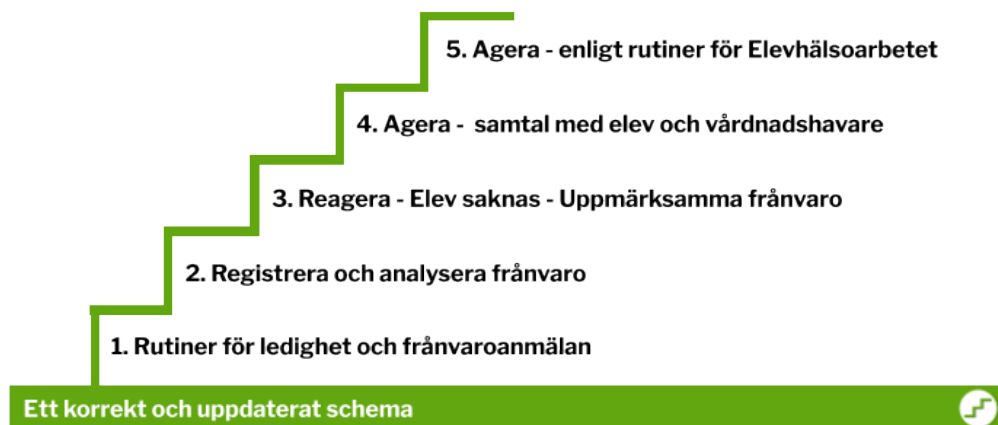 5. Agera - enligt rutiner för Elevhälsoarbetet
4. Agera - samtal med elev och vårdnadshavare
3. Reagera - Elev saknas - Uppmärksamma frånvaro
2. Registrera och analysera frånvaro
1. Rutiner för ledighet och frånvaroanmälan
Ett korrekt och uppdaterat schema